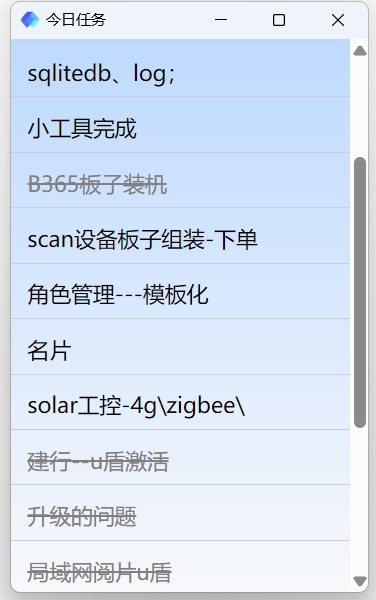 今日任务
sqlitedb、log；
小工具完成
B365板子装机
scan设备板子组装-下单
角色管理---模板化
名片
solar工控-4g\zigbee\
建行--u盾激活
升级的问题
局域网阅片u盾